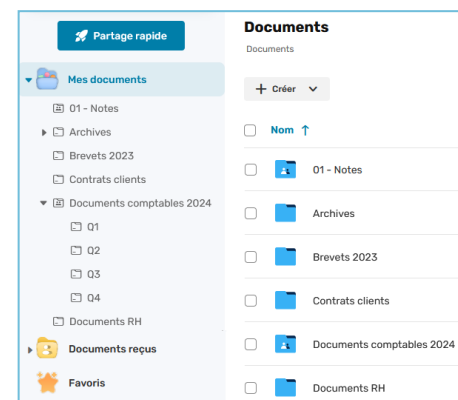 Partage rapide
Mes documents
01 - Notes
Archives
Brevets 2023
Contrats clients
Documents comptables 2024
Q1
Q2
Q3
Q4
Documents RH
Documents reçus
Favoris
Documents
Documents
+ Créer
Nom ↑
01 - Notes
Archives
Brevets 2023
Contrats clients
Documents comptables 2024
Documents RH